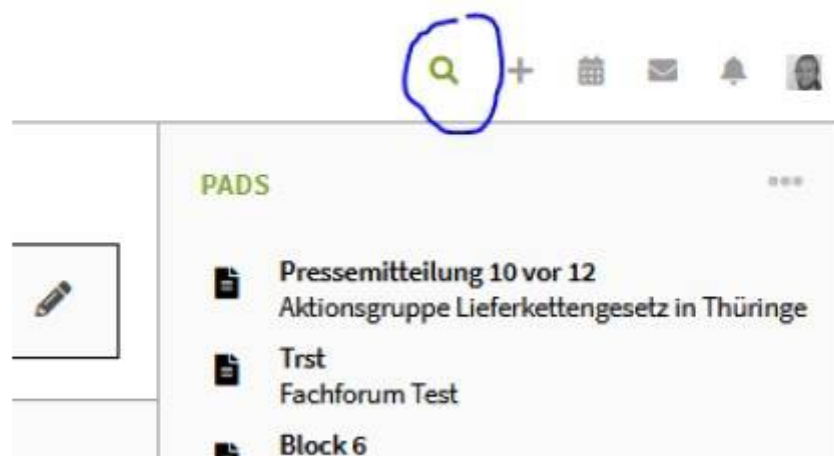 PADS
Pressemitteilung 10 vor 12
Aktionsgruppe Lieferkettengesetz in Thüringe
Trst
Fachforum Test
Block 6